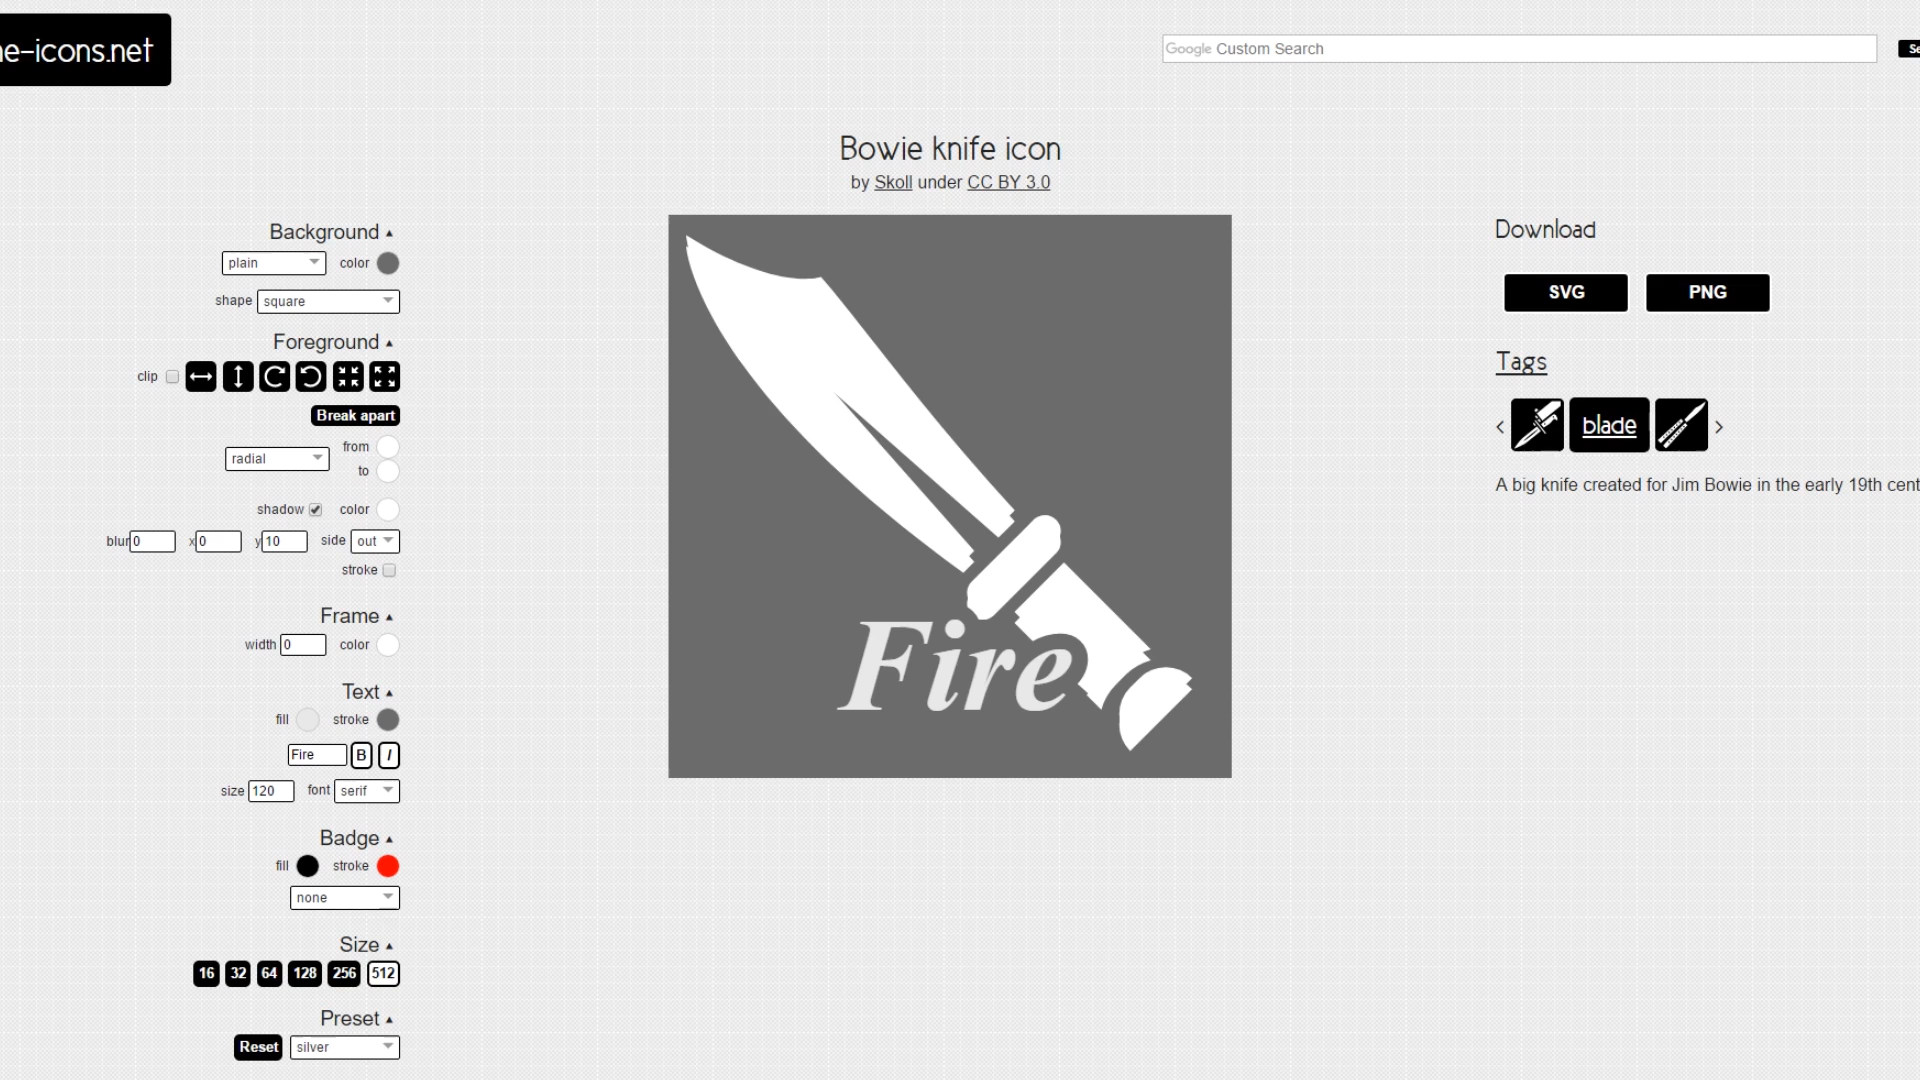 ne-icons.net
Google Custom Search
Bowie knife icon
by Skoll under CC BY 3.0
Background
plain color
shape square
Foreground
clip
Break apart
radial from
to
shadow color
blur 0 x 0 y 10 side out
stroke
Frame
width 0 color
Text
fill stroke
Fire B I
size 120 font serif
Badge
fill stroke
none
Size
16 32 64 128 256 512
Preset
Reset silver
Fire
Download
SVG PNG
Tags
blade
A big knife created for Jim Bowie in the early 19th cent